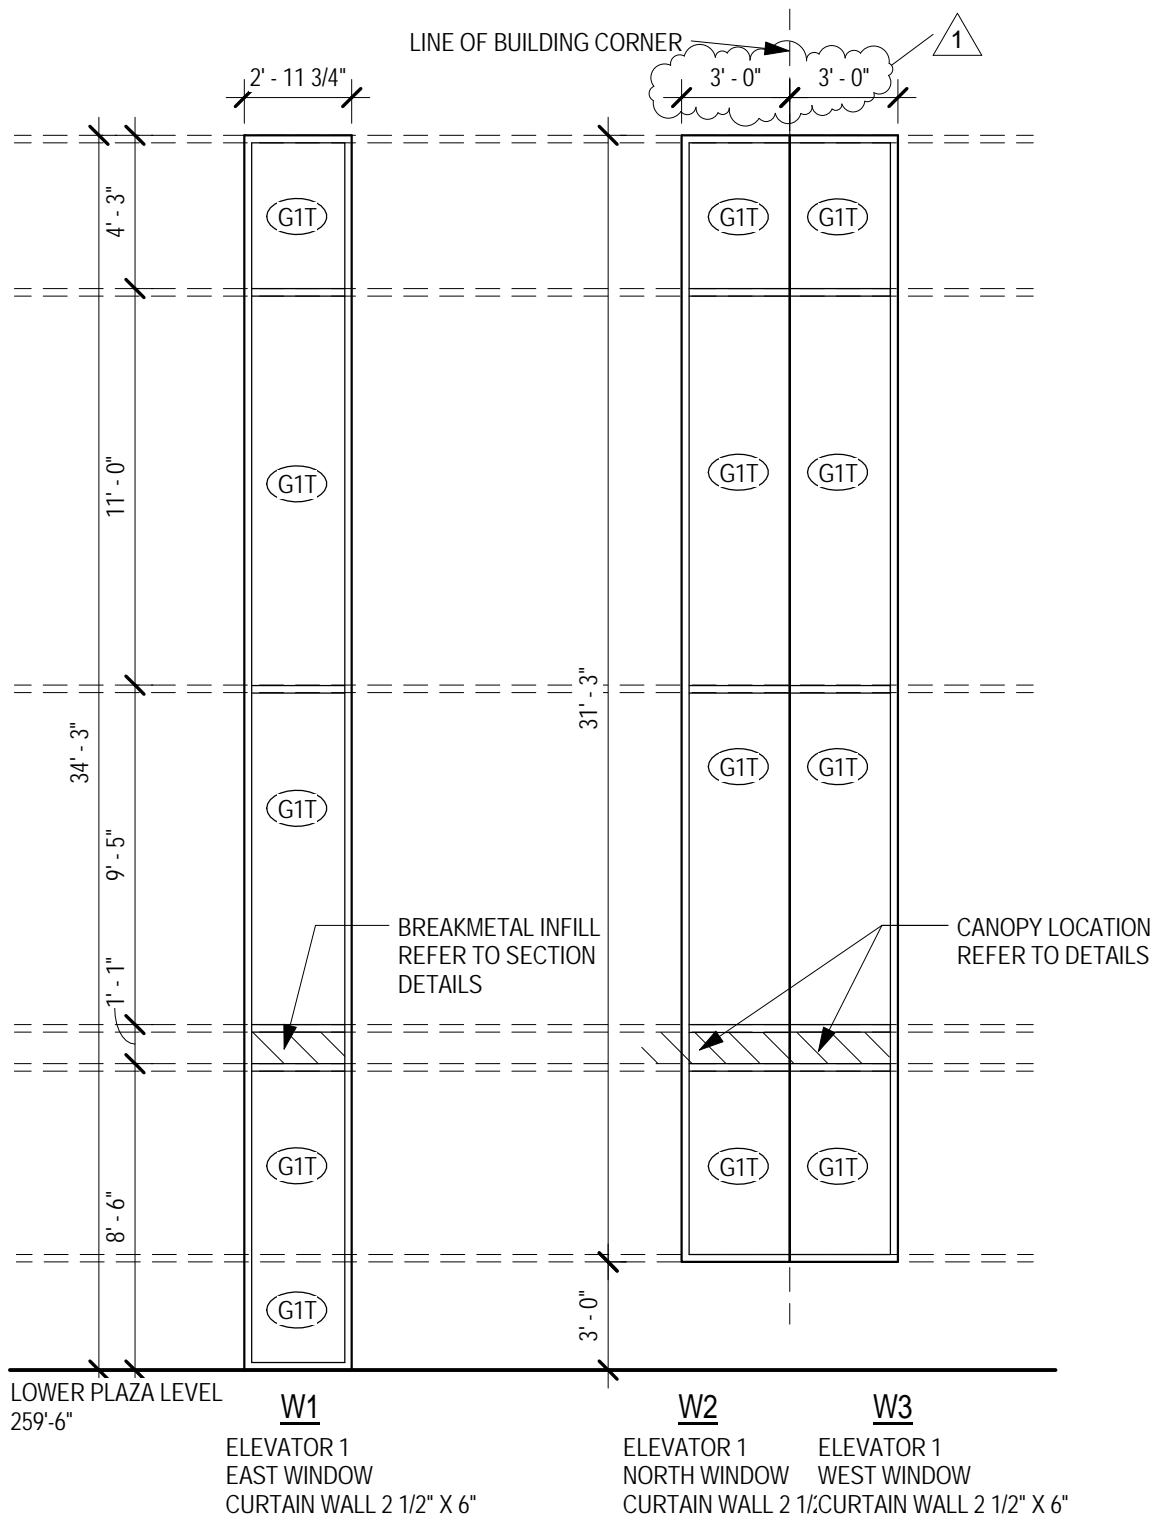 LINE OF BUILDING CORNER
1
2' - 11 3/4"
3' - 0"
3' - 0"
4' - 3"
G1T
G1T
G1T
11' - 0"
G1T
G1T
G1T
31' - 3"
34' - 3"
G1T
G1T
G1T
9' - 5"
BREAKMETAL INFILL
REFER TO SECTION
DETAILS
CANOPY LOCATION
REFER TO DETAILS
1' - 1"
G1T
G1T
G1T
8' - 6"
G1T
3' - 0"
LOWER PLAZA LEVEL
259'-6"
W1
ELEVATOR 1
EAST WINDOW
CURTAIN WALL 2 1/2" X 6"
W2
ELEVATOR 1
NORTH WINDOW
CURTAIN WALL 2 1/
W3
ELEVATOR 1
WEST WINDOW
CURTAIN WALL 2 1/2" X 6"